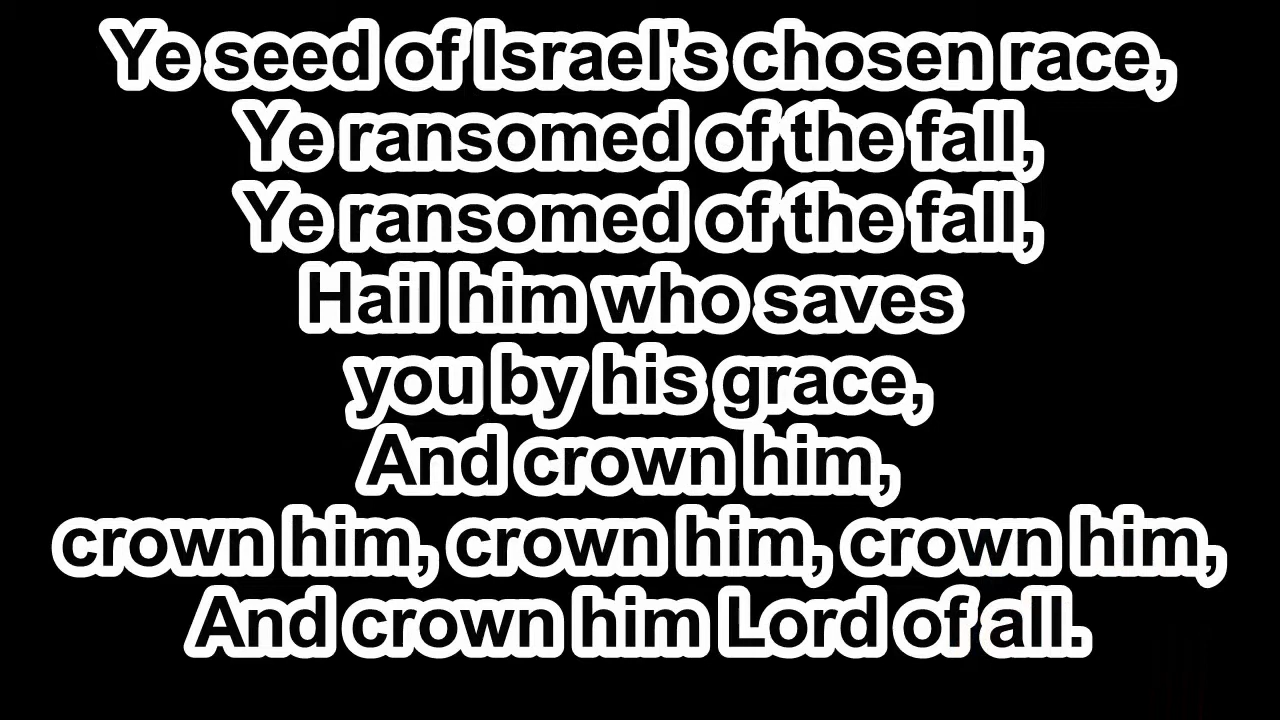 Ye seed of Israel's chosen race,
Ye ransomed of the fall,
Ye ransomed of the fall,
Hail him who saves
you by his grace,
And crown him,
crown him, crown him, crown him,
And crown him Lord of all.